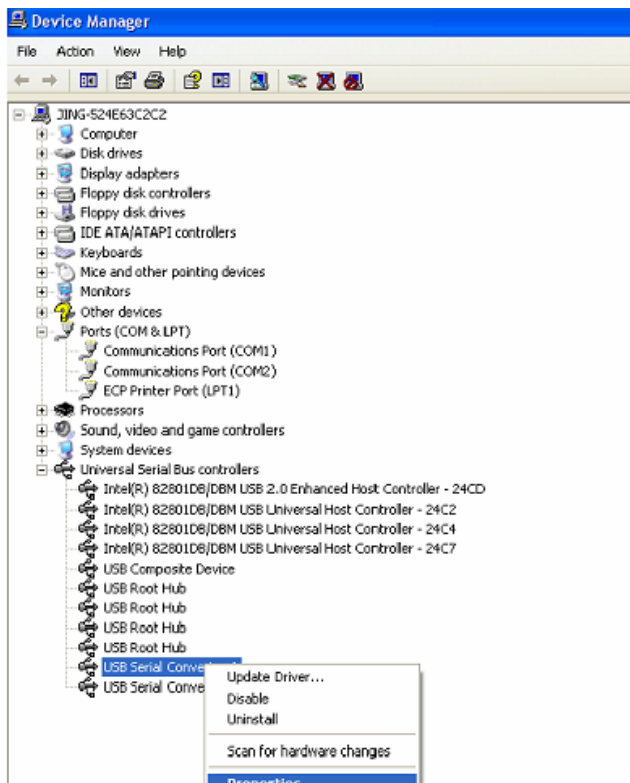 Device Manager
File Action View Help
JING-524E63C2C2
Computer
Disk drives
Display adapters
Floppy disk controllers
Floppy disk drives
IDE ATA/ATAPI controllers
Keyboards
Mice and other pointing devices
Monitors
Other devices
Ports (COM & LPT)
Communications Port (COM1)
Communications Port (COM2)
ECP Printer Port (LPT1)
Processors
Sound, video and game controllers
System devices
Universal Serial Bus controllers
Intel(R) 82801DB/DBM USB 2.0 Enhanced Host Controller - 24CD
Intel(R) 82801DB/DBM USB Universal Host Controller - 24C2
Intel(R) 82801DB/DBM USB Universal Host Controller - 24C4
Intel(R) 82801DB/DBM USB Universal Host Controller - 24C7
USB Composite Device
USB Root Hub
USB Root Hub
USB Root Hub
USB Root Hub
USB Serial Conve
USB Serial Conve
Update Driver...
Disable
Uninstall
Scan for hardware changes
Properties